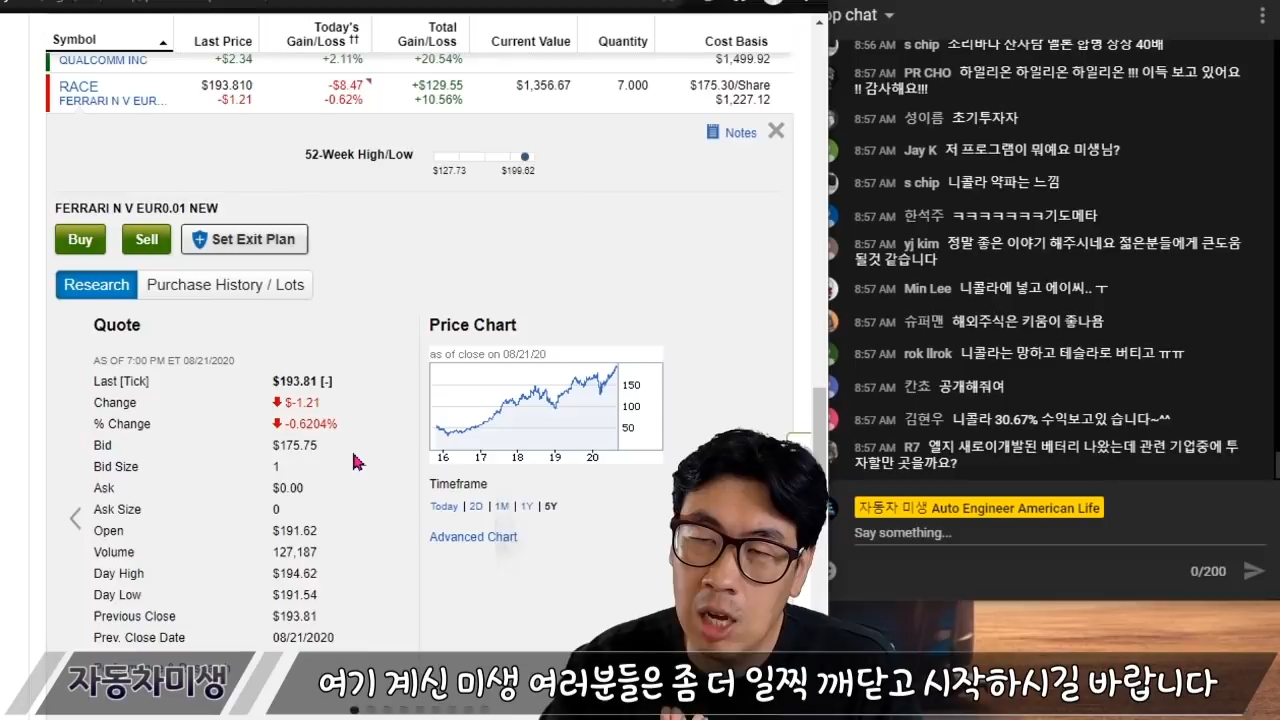 Symbol
Last Price
Today's
Gain/Loss ††
Total
Gain/Loss
Current Value
Quantity
Cost Basis
QUALCOMM INC
+$2.34
+2.11%
+20.54%
$1,499.92
RACE
$193.810
-$8.47
+$129.55
$1,356.67
7.000
$175.30/Share
FERRARI N V EUR...
-$1.21
-0.62%
+10.56%
$1,227.12
Notes
52-Week High/Low
$127.73
$199.62
FERRARI N V EUR0.01 NEW
Buy
Sell
Set Exit Plan
Research
Purchase History / Lots
Quote
AS OF 7:00 PM ET 08/21/2020
Last [Tick] $193.81 [-]
Change $-1.21
% Change -0.6204%
Bid $175.75
Bid Size 1
Ask $0.00
Ask Size 0
Open $191.62
Volume 127,187
Day High $194.62
Day Low $191.54
Previous Close $193.81
Prev. Close Date 08/21/2020
Price Chart
as of close on 08/21/20
150
100
50
16 17 18 19 20
Timeframe
Today | 2D | 1M | 1Y | 5Y
Advanced Chart
op chat
8:56 AM s chip 소리바나 산사람 멜론 합병 상상 40배
8:57 AM PR CHO 하일리온 하일리온 하일리온 !!! 이득 보고 있어요
!! 감사해요!!!
8:57 AM 성이름 초기투자자
8:57 AM Jay K 저 프로그램이 뭐예요 미생님?
8:57 AM s chip 니콜라 약파는 느낌
8:57 AM 한석주 ㅋㅋㅋㅋㅋㅋㅋ기도메타
8:57 AM yj kim 정말 좋은 이야기 해주시네요 젊은분들에게 큰도움
될것 같습니다
8:57 AM Min Lee 니콜라에 넣고 에이씨.. ㅜ
8:57 AM 슈퍼맨 해외주식은 키움이 좋나욤
8:57 AM rok llrok 니콜라는 망하고 테슬라로 버티고 ㅠㅠ
8:57 AM 칸쵸 공개해줘어
8:57 AM 김현우 니콜라 30.67% 수익보고있 습니다~^^
8:57 AM R7 엘지 새로이개발된 배터리 나왔는데 관련 기업중에 투
자할만 곳을까요?
자동차 미생 Auto Engineer American Life
Say something...
0/200
자동차미생
여기 계신 미생 여러분들은 좀 더 일찍 깨닫고 시작하시길 바랍니다